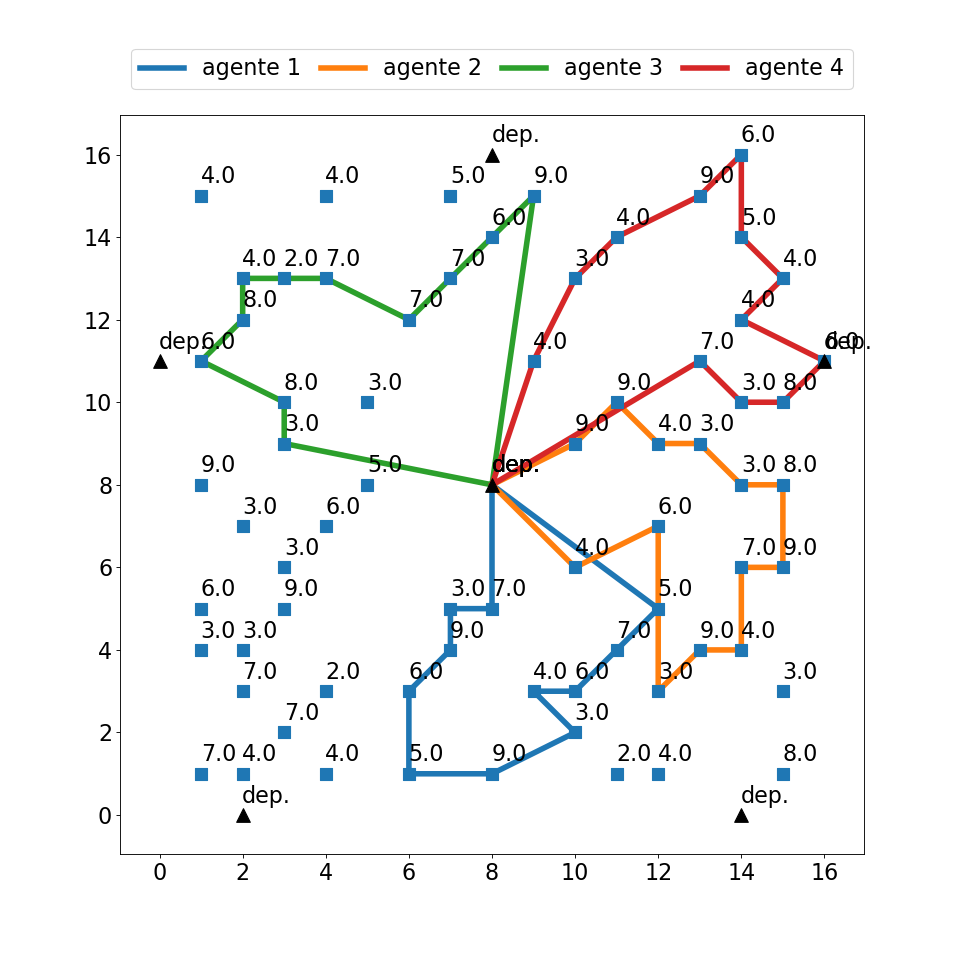 agente 1 agente 2 agente 3 agente 4
dep. 6.0
16
4.0 4.0 5.0 9.0 9.0
14 6.0 4.0 5.0
4.0 2.0 7.0 7.0 3.0 4.0
12 8.0 7.0 4.0
dep. 6.0 4.0 7.0 6.0 dep.
10 8.0 3.0 9.0 3.0 8.0
3.0 9.0 4.0 3.0
8 9.0 5.0 dep. 3.0 8.0
3.0 6.0 6.0
6 3.0 4.0 7.0 9.0
6.0 9.0 3.0 7.0 5.0
4 3.0 3.0 9.0 7.0 9.0 4.0
7.0 2.0 6.0 4.0 6.0 3.0 3.0
2 7.0 3.0
7.0 4.0 4.0 5.0 9.0 2.0 4.0 8.0
0 dep. dep.
0 2 4 6 8 10 12 14 16